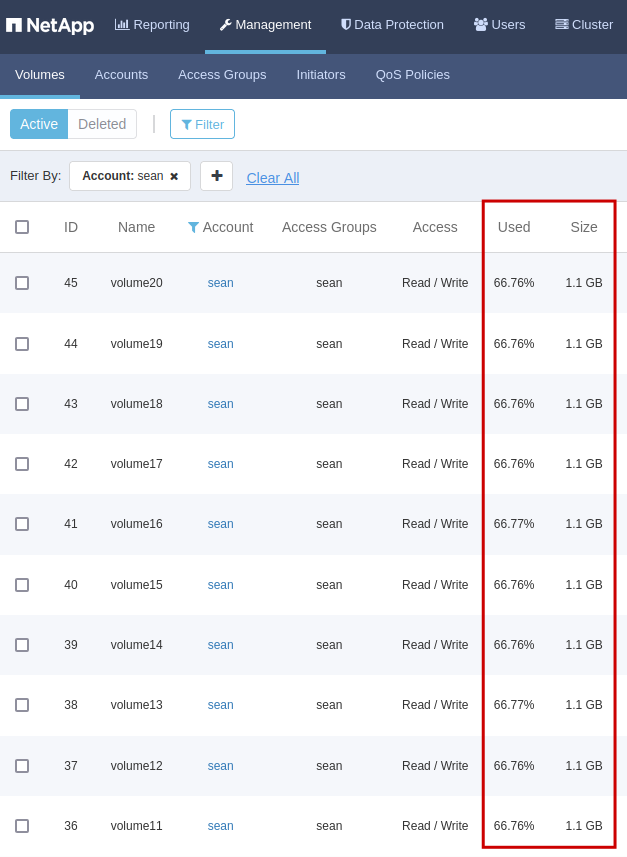 NetApp Reporting Management Data Protection Users Cluster
Volumes Accounts Access Groups Initiators QoS Policies
Active Deleted Filter
Filter By: Account: sean Clear All
ID Name Account Access Groups Access Used Size
45 volume20 sean sean Read / Write 66.76% 1.1 GB
44 volume19 sean sean Read / Write 66.76% 1.1 GB
43 volume18 sean sean Read / Write 66.76% 1.1 GB
42 volume17 sean sean Read / Write 66.76% 1.1 GB
41 volume16 sean sean Read / Write 66.77% 1.1 GB
40 volume15 sean sean Read / Write 66.76% 1.1 GB
39 volume14 sean sean Read / Write 66.76% 1.1 GB
38 volume13 sean sean Read / Write 66.77% 1.1 GB
37 volume12 sean sean Read / Write 66.76% 1.1 GB
36 volume11 sean sean Read / Write 66.76% 1.1 GB